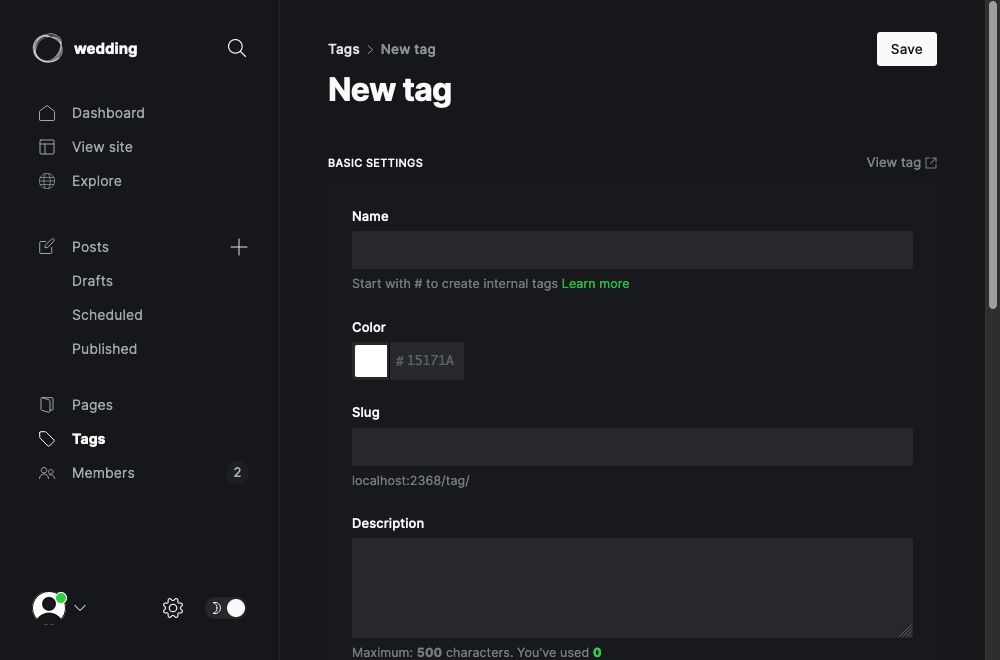 wedding
Dashboard
View site
Explore
Posts
Drafts
Scheduled
Published
Pages
Tags
Members 2
Tags > New tag
Save
New tag
BASIC SETTINGS
View tag
Name
Start with # to create internal tags Learn more
Color
# 15171A
Slug
localhost:2368/tag/
Description
Maximum: 500 characters. You've used 0